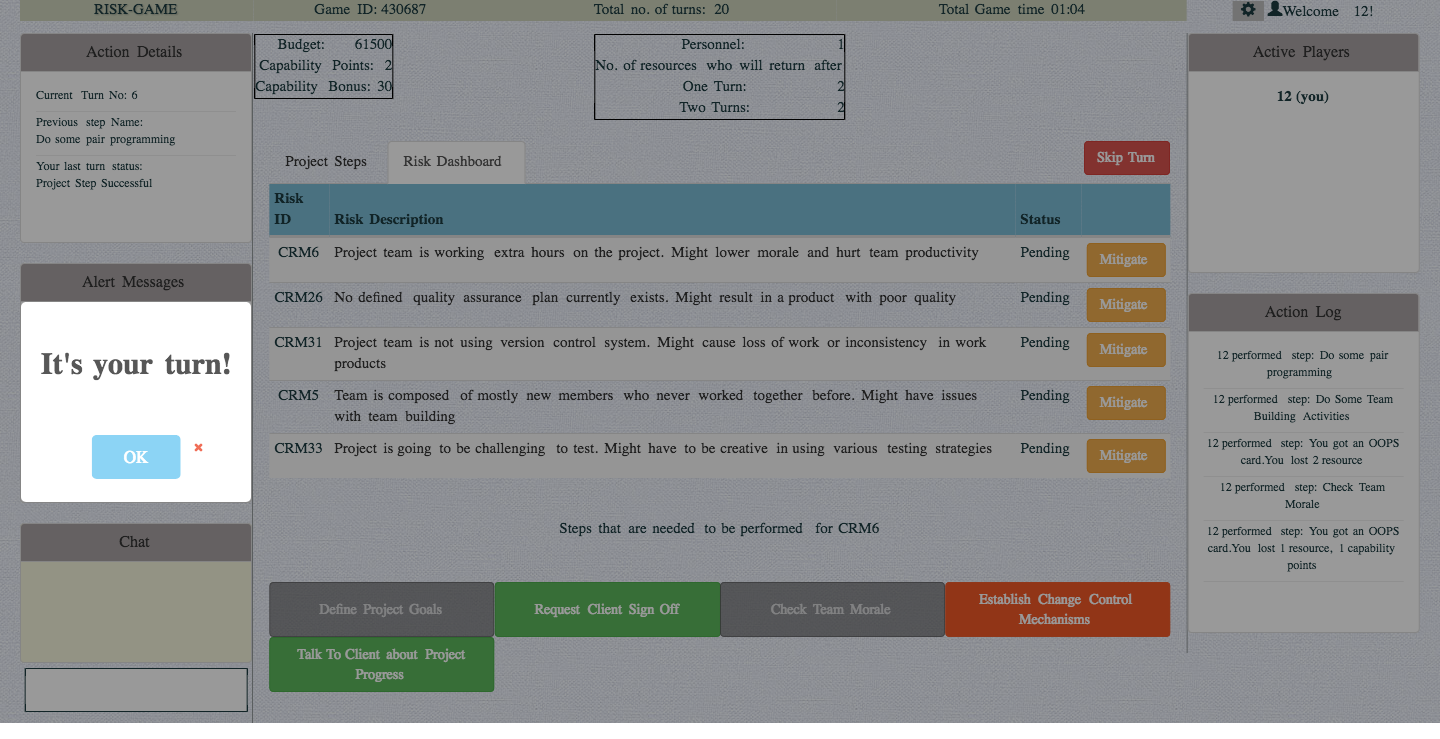 RISK-GAME
Game ID: 430687
Total no. of turns: 20
Total Game time 01:04
Welcome 12!
Action Details
Current Turn No: 6
Previous step Name:
Do some pair programming
Your last turn status:
Project Step Successful
Alert Messages
It's your turn!
OK
Chat
Budget: 61500
Capability Points: 2
Capability Bonus: 30
Personnel: 1
No. of resources who will return after
One Turn: 2
Two Turns: 2
Project Steps
Risk Dashboard
Skip Turn
Risk
ID
Risk Description
Status
CRM6 Project team is working extra hours on the project. Might lower morale and hurt team productivity Pending Mitigate
CRM26 No defined quality assurance plan currently exists. Might result in a product with poor quality Pending Mitigate
CRM31 Project team is not using version control system. Might cause loss of work or inconsistency in work Pending Mitigate
products
CRM5 Team is composed of mostly new members who never worked together before. Might have issues Pending Mitigate
with team building
CRM33 Project is going to be challenging to test. Might have to be creative in using various testing strategies Pending Mitigate
Steps that are needed to be performed for CRM6
Define Project Goals
Request Client Sign Off
Check Team Morale
Establish Change Control
Mechanisms
Talk To Client about Project
Progress
Active Players
12 (you)
Action Log
12 performed step: Do some pair
programming
12 performed step: Do Some Team
Building Activities
12 performed step: You got an OOPS
card.You lost 2 resource
12 performed step: Check Team
Morale
12 performed step: You got an OOPS
card.You lost 1 resource, 1 capability
points